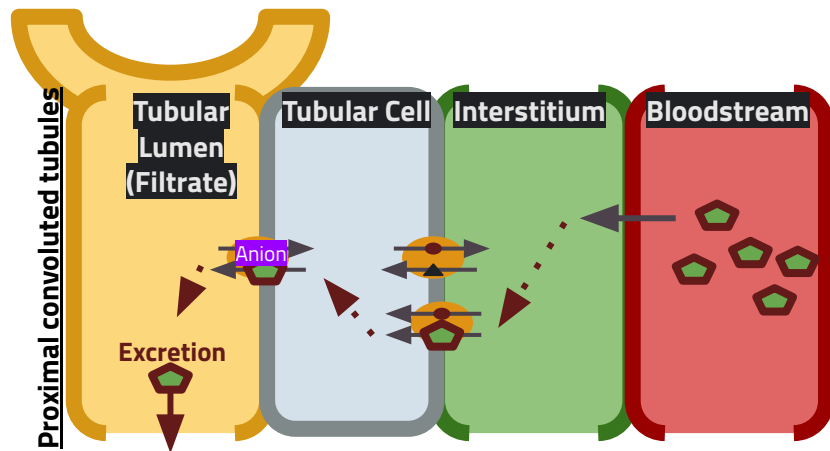 Proximal convoluted tubules
Tubular
Lumen
(Filtrate)
Tubular Cell
Interstitium
Bloodstream
Anion
Excretion